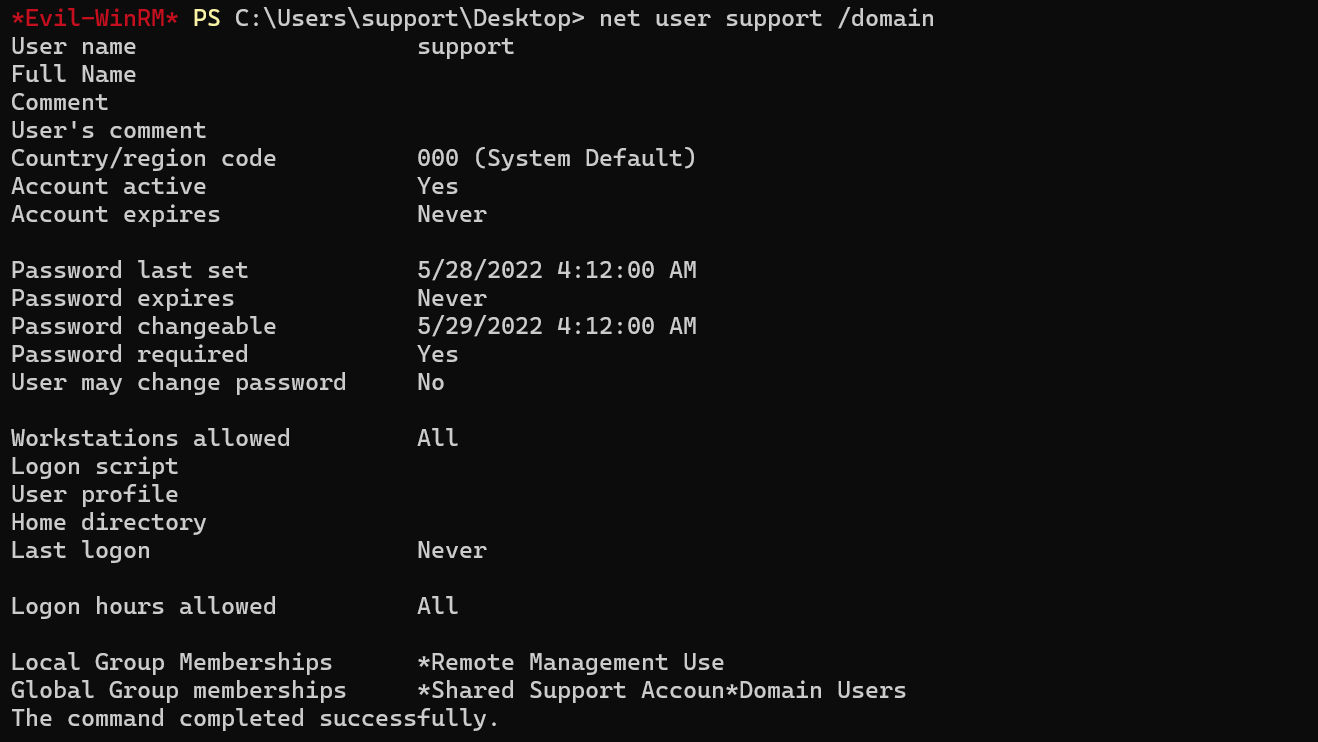 *Evil-WinRM* PS C:\Users\support\Desktop> net user support /domain
User name                    support
Full Name
Comment
User's comment
Country/region code          000 (System Default)
Account active               Yes
Account expires              Never

Password last set            5/28/2022 4:12:00 AM
Password expires             Never
Password changeable          5/29/2022 4:12:00 AM
Password required            Yes
User may change password     No

Workstations allowed         All
Logon script
User profile
Home directory
Last logon                   Never

Logon hours allowed          All

Local Group Memberships      *Remote Management Use
Global Group memberships     *Shared Support Accoun*Domain Users
The command completed successfully.